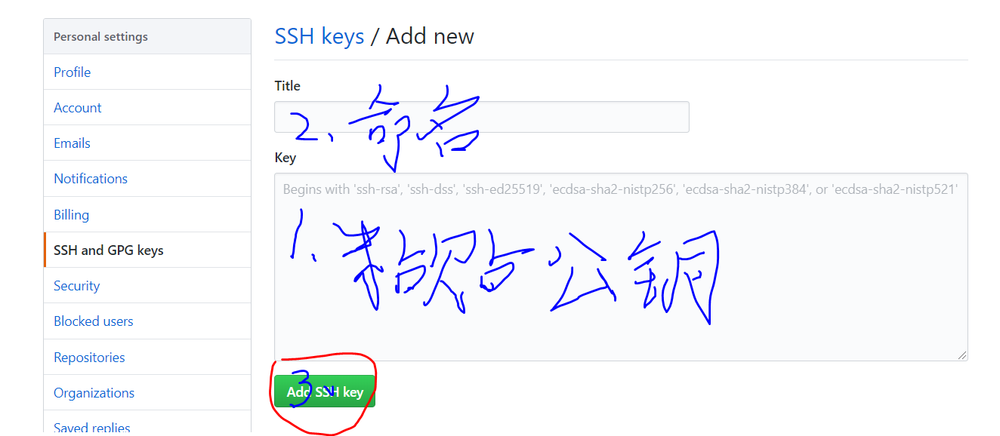 Personal settings
Profile
Account
Emails
Notifications
Billing
SSH and GPG keys
Security
Blocked users
Repositories
Organizations
Saved replies
SSH keys / Add new
Title
2、命名
Key
Begins with 'ssh-rsa', 'ssh-dss', 'ssh-ed25519', 'ecdsa-sha2-nistp256', 'ecdsa-sha2-nistp384', or 'ecdsa-sha2-nistp521'
1. 公钥
Add SSH key
3、